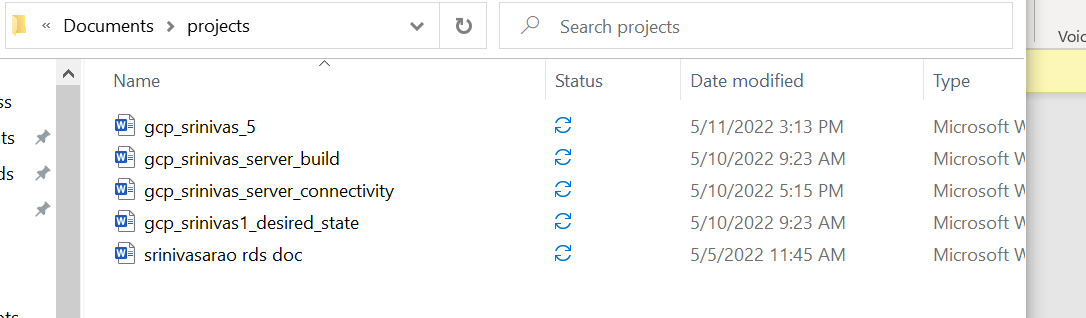 « Documents > projects
Search projects
Voic
Name Status Date modified Type
ss
gcp_srinivas_5 5/11/2022 3:13 PM Microsoft W
ts
gcp_srinivas_server_build 5/10/2022 9:23 AM Microsoft W
ds
gcp_srinivas_server_connectivity 5/10/2022 5:15 PM Microsoft W
gcp_srinivas1_desired_state 5/10/2022 9:23 AM Microsoft W
srinivasarao rds doc 5/5/2022 11:45 AM Microsoft W